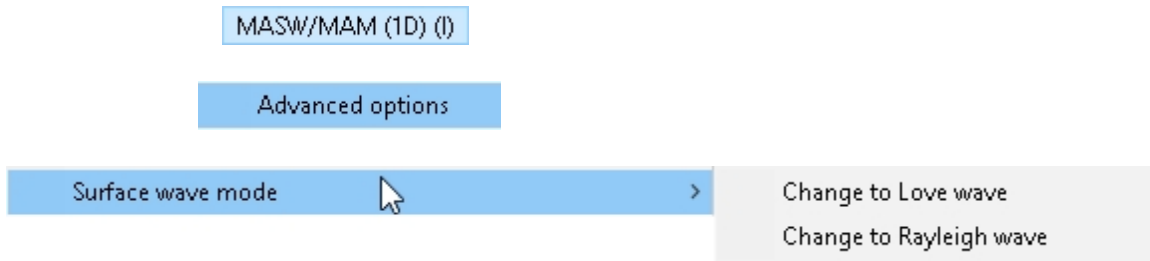 MASW/MAM (1D) (I)
Advanced options
Surface wave mode > Change to Love wave
Change to Rayleigh wave